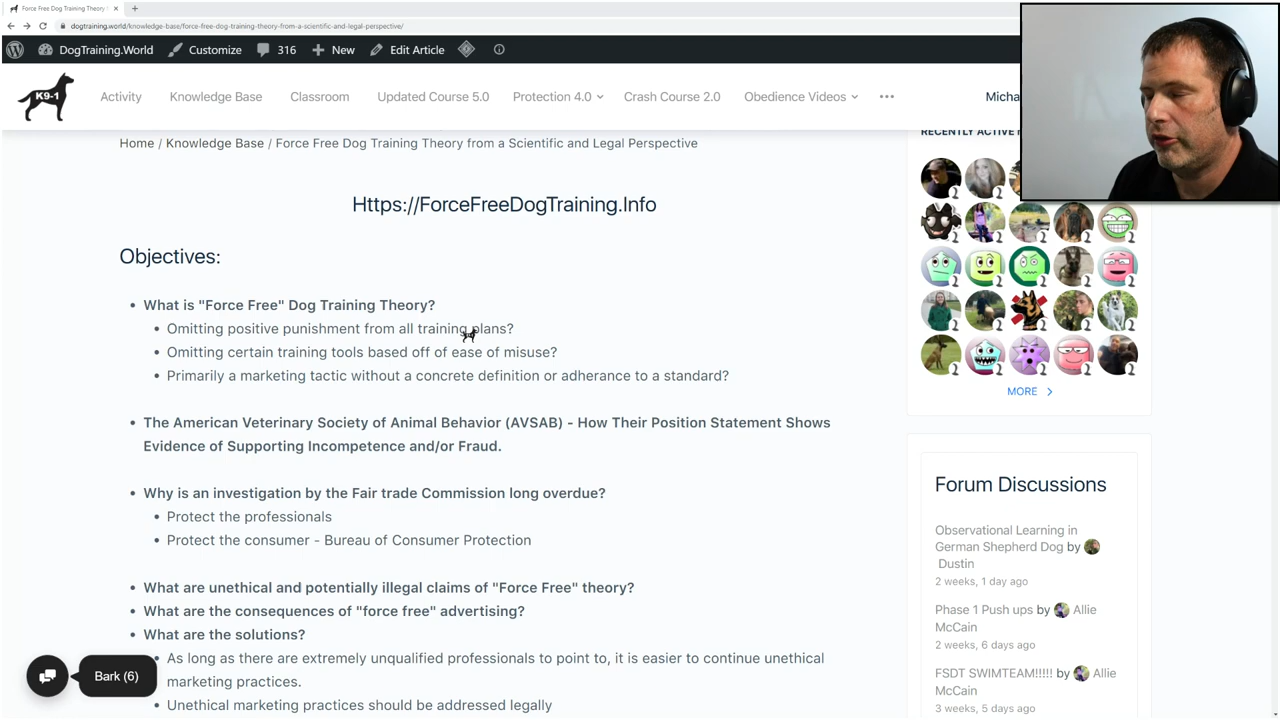 Force Free Dog Training Theory
dogtraining.world/knowledge-base/force-free-dog-training-theory-from-a-scientific-and-legal-perspective/
DogTraining.World
Customize
316
New
Edit Article
K9-1
Activity
Knowledge Base
Classroom
Updated Course 5.0
Protection 4.0
Crash Course 2.0
Obedience Videos
Micha
Home / Knowledge Base / Force Free Dog Training Theory from a Scientific and Legal Perspective
RECENTLY ACTIVE
Https://ForceFreeDogTraining.Info
Objectives:
• What is "Force Free" Dog Training Theory?
• Omitting positive punishment from all training plans?
• Omitting certain training tools based off of ease of misuse?
• Primarily a marketing tactic without a concrete definition or adherance to a standard?
• The American Veterinary Society of Animal Behavior (AVSAB) - How Their Position Statement Shows
Evidence of Supporting Incompetence and/or Fraud.
• Why is an investigation by the Fair trade Commission long overdue?
• Protect the professionals
• Protect the consumer - Bureau of Consumer Protection
• What are unethical and potentially illegal claims of "Force Free" theory?
• What are the consequences of "force free" advertising?
• What are the solutions?
As long as there are extremely unqualified professionals to point to, it is easier to continue unethical
marketing practices.
Unethical marketing practices should be addressed legally
Bark (6)
MORE
Forum Discussions
Observational Learning in
German Shepherd Dog by
Dustin
2 weeks, 1 day ago
Phase 1 Push ups by Allie
McCain
2 weeks, 6 days ago
FSDT SWIMTEAM!!!!! by Allie
McCain
3 weeks, 5 days ago